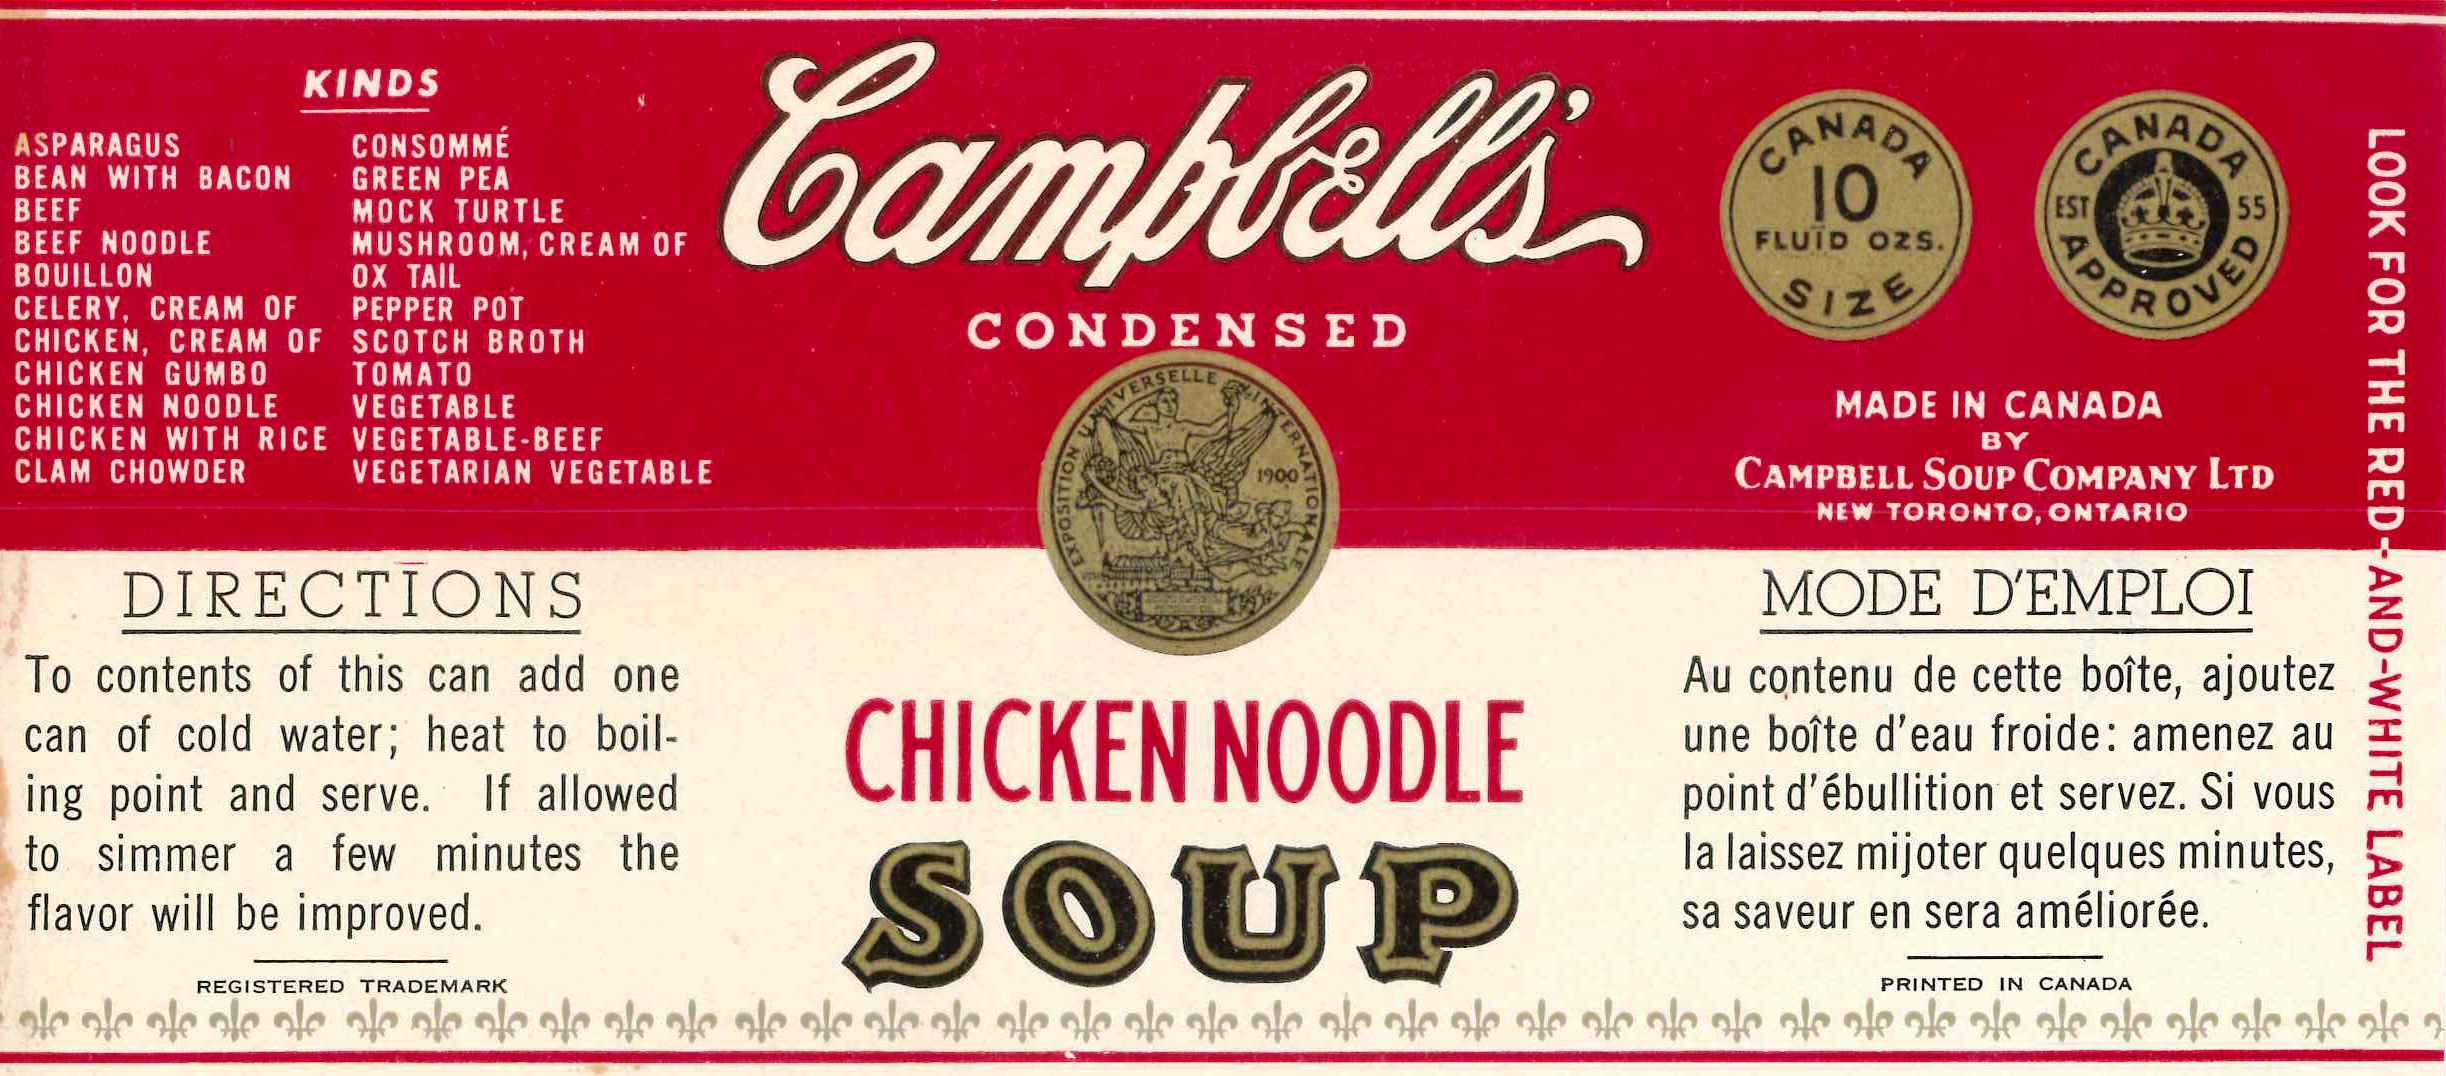 KINDS
ASPARAGUS
BEAN WITH BACON
BEEF
BEEF NOODLE
BOUILLON
CELERY, CREAM OF
CHICKEN, CREAM OF
CHICKEN GUMBO
CHICKEN NOODLE
CHICKEN WITH RICE
CLAM CHOWDER
CONSOMMÉ
GREEN PEA
MOCK TURTLE
MUSHROOM, CREAM OF
OX TAIL
PEPPER POT
SCOTCH BROTH
TOMATO
VEGETABLE
VEGETABLE-BEEF
VEGETARIAN VEGETABLE
DIRECTIONS
To contents of this can add one
can of cold water; heat to boil-
ing point and serve. If allowed
to simmer a few minutes the
flavor will be improved.
REGISTERED TRADEMARK
Campbell's
CONDENSED
EXPOSITION UNIVERSELLE INTERNATIONALE
1900
CHICKEN NOODLE
SOUP
CANADA
10
FLUID OZS.
SIZE
CANADA
EST 55
APPROVED
MADE IN CANADA
BY
CAMPBELL SOUP COMPANY LTD
NEW TORONTO, ONTARIO
MODE D'EMPLOI
Au contenu de cette boîte, ajoutez
une boîte d'eau froide: amenez au
point d'ébullition et servez. Si vous
la laissez mijoter quelques minutes,
sa saveur en sera améliorée.
PRINTED IN CANADA
LOOK FOR THE RED-AND-WHITE LABEL